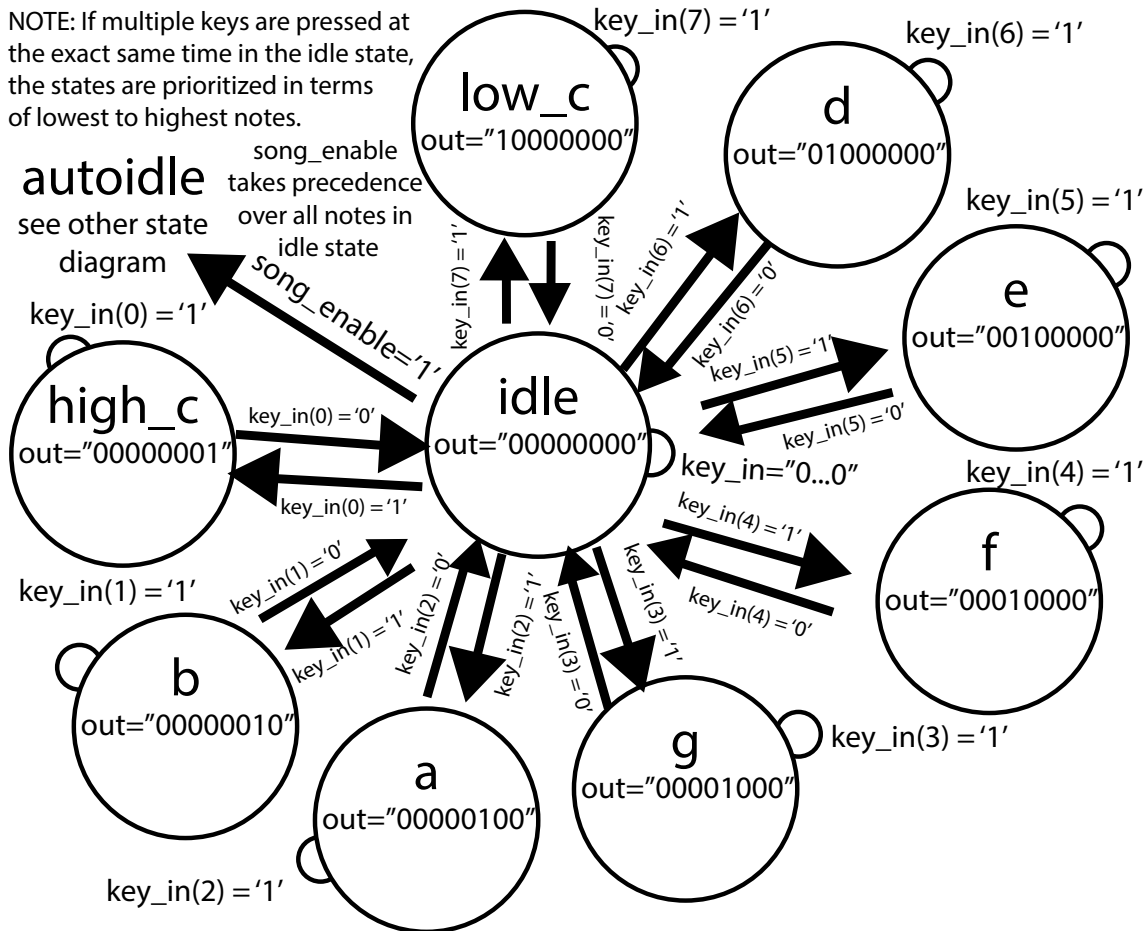 NOTE: If multiple keys are pressed at
the exact same time in the idle state,
the states are prioritized in terms
of lowest to highest notes.
autoidle
see other state
diagram
song_enable
takes precedence
over all notes in
idle state
song_enable=‘1’
key_in(7) = ‘1’
low_c
out=”10000000”
key_in(7) = ‘1’
key_in(7) = ‘0’
key_in(6) = ‘1’
d
out=”01000000”
key_in(6) = ‘1’
key_in(6) = ‘0’
key_in(5) = ‘1’
e
out=”00100000”
key_in(5) = ‘1’
key_in(5) = ‘0’
idle
out=”00000000”
key_in=”0...0”
key_in(4) = ‘1’
f
out=”00010000”
key_in(4) = ‘1’
key_in(4) = ‘0’
key_in(3) = ‘1’
key_in(3) = ‘0’
g
out=”00001000”
key_in(3) = ‘1’
key_in(2) = ‘0’
key_in(2) = ‘1’
a
out=”00000100”
key_in(2) = ‘1’
key_in(1) = ‘1’
key_in(1) = ‘0’
key_in(1) = ‘1’
b
out=”00000010”
key_in(0) = ‘1’
high_c
out=”00000001”
key_in(0) = ‘0’
key_in(0) = ‘1’